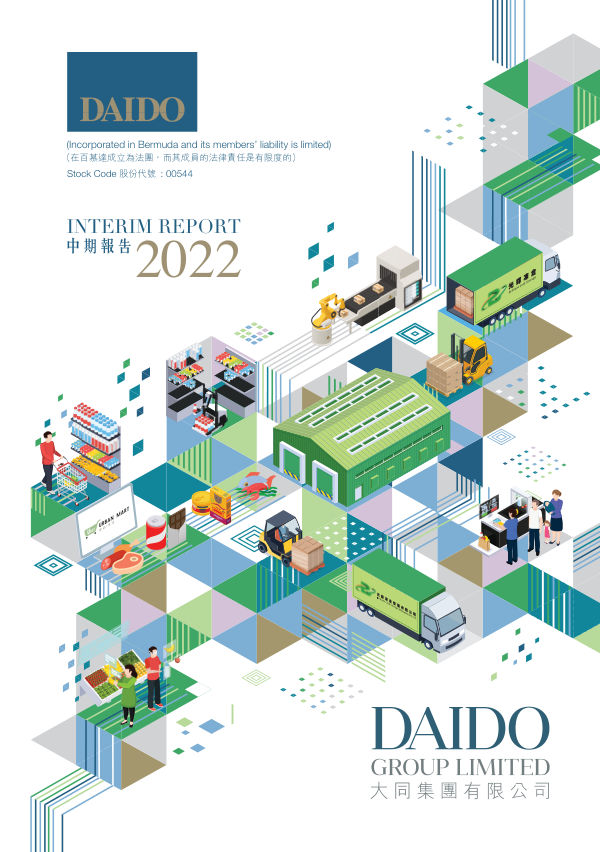 DAIDO
(Incorporated in Bermuda and its members' liability is limited)
(在百慕達成立為法團，而其成員的法律責任是有限度的)
Stock Code 股份代號：00544
INTERIM REPORT
中期報告 2022
URBAN MART
DAIDO
GROUP LIMITED
大同集團有限公司